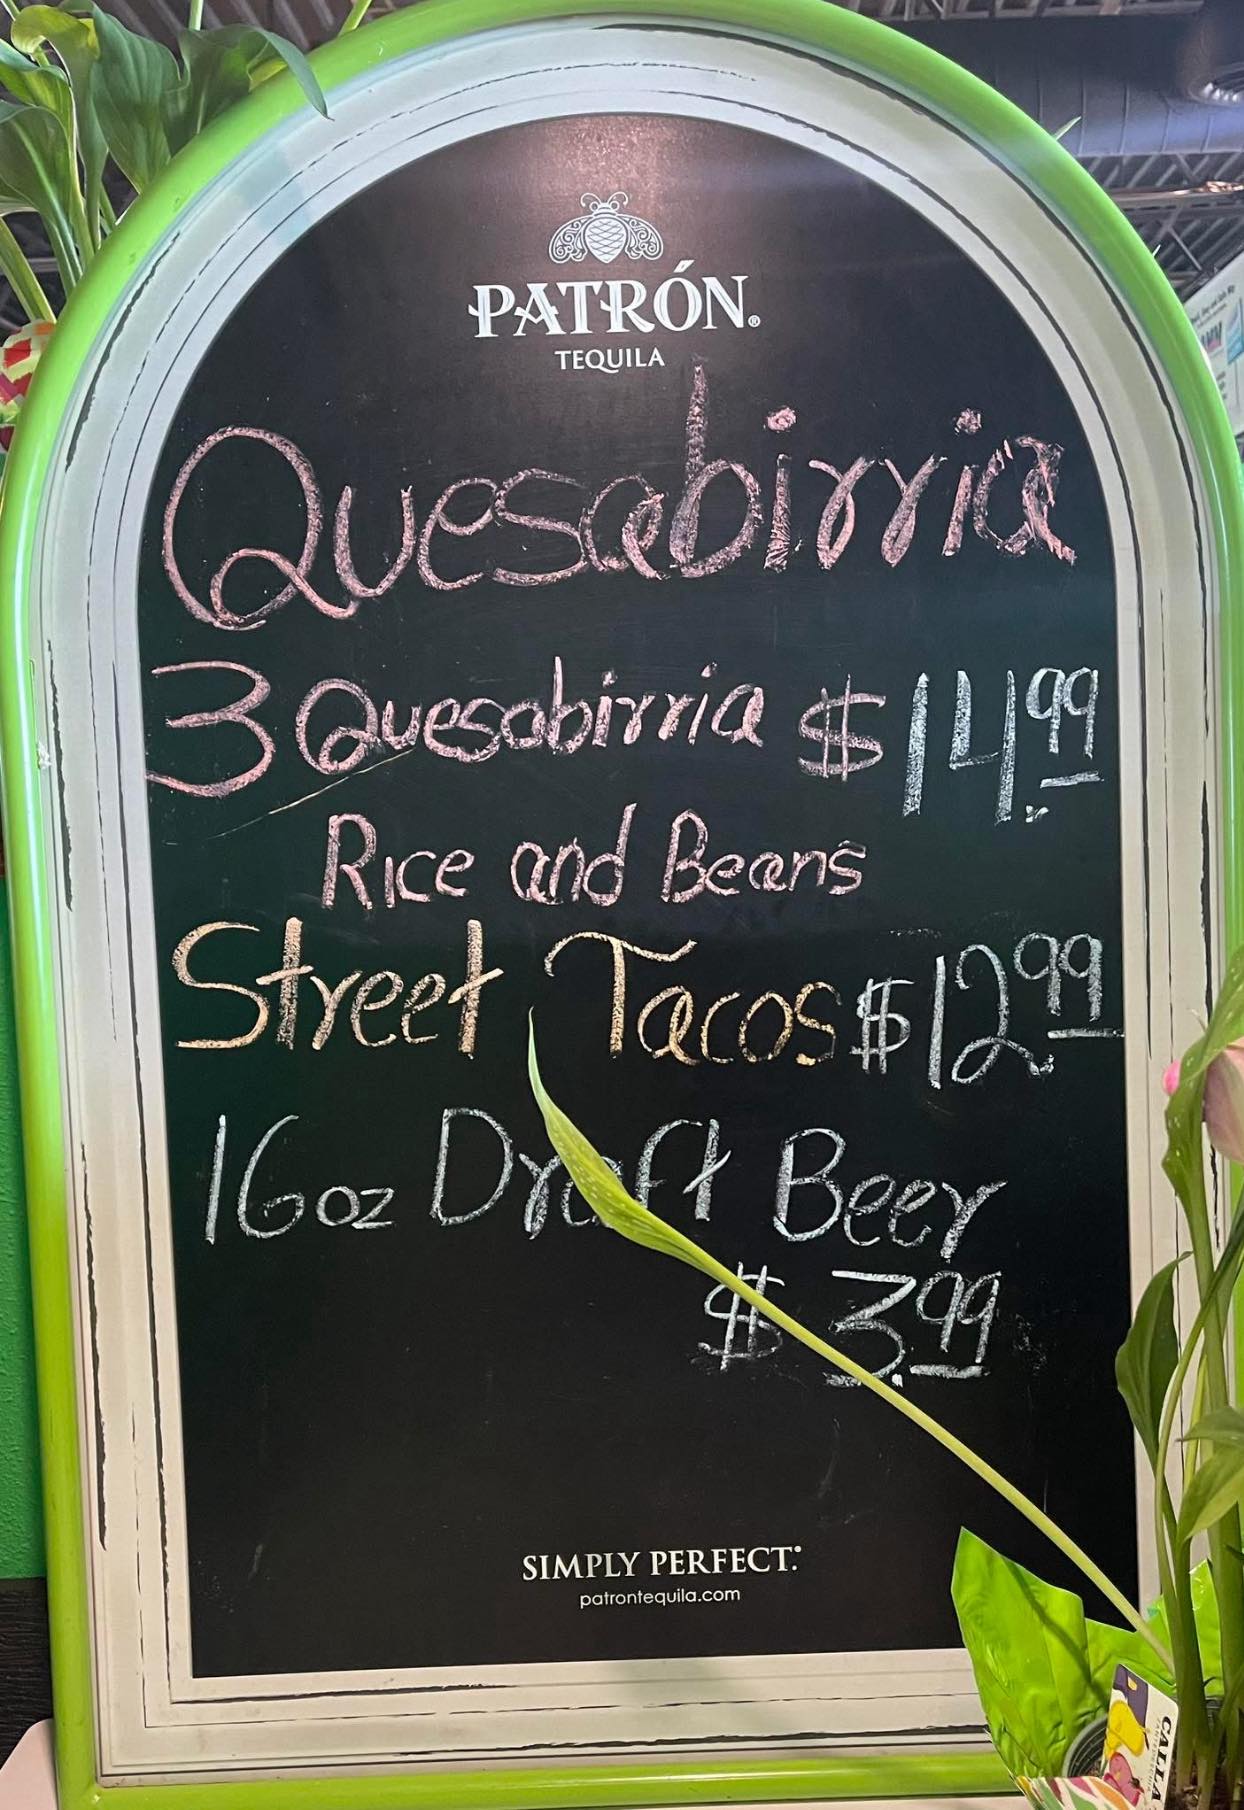 PATRÓN®
TEQUILA
Quesabirria
3 Quesabirria $14.99
Rice and Beans
Street Tacos $12.99
16oz Draft Beer
$3.99
SIMPLY PERFECT.
patrontequila.com
CALLA